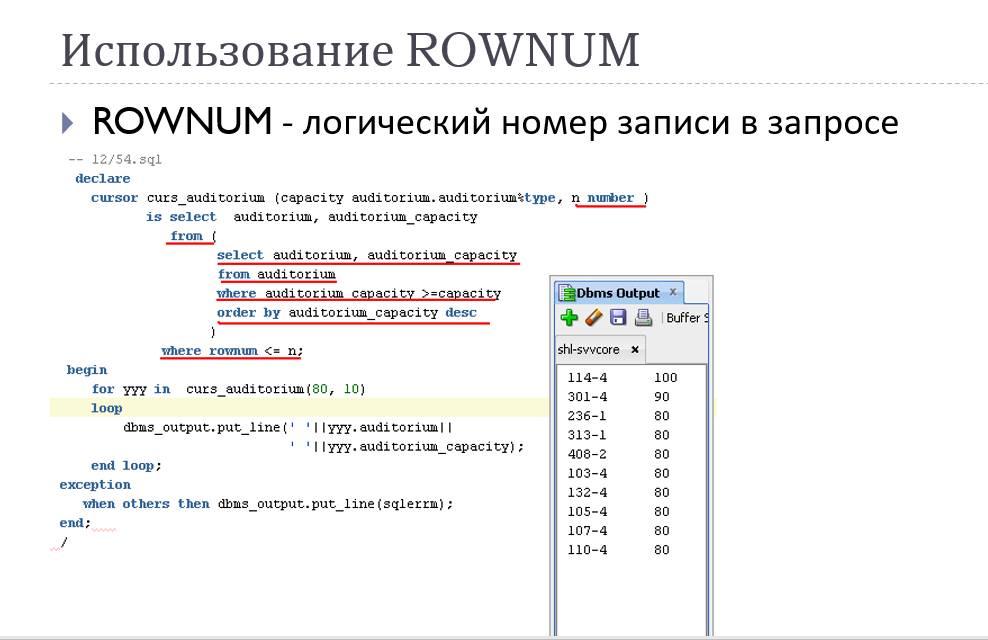 Использование ROWNUM
ROWNUM - логический номер записи в запросе
-- 12/54.sql
declare
cursor curs_auditorium (capacity auditorium.auditorium%type, n number )
is select auditorium, auditorium_capacity
from (
select auditorium, auditorium_capacity
from auditorium
where auditorium_capacity >=capacity
order by auditorium_capacity desc
)
where rownum <= n;
begin
for yyy in curs_auditorium(80, 10)
loop
dbms_output.put_line(' '||yyy.auditorium||
' '||yyy.auditorium_capacity);
end loop;
exception
when others then dbms_output.put_line(sqlerrm);
end;
/
Dbms Output x
Buffer S
shl-svvcore x
114-4 100
301-4 90
236-1 80
313-1 80
408-2 80
103-4 80
132-4 80
105-4 80
107-4 80
110-4 80